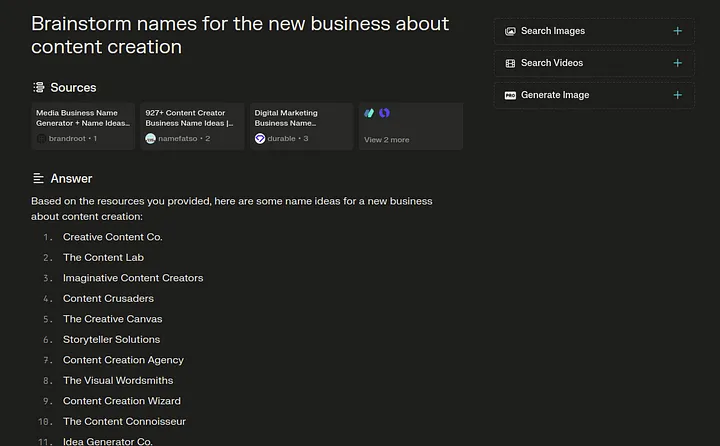 Brainstorm names for the new business about
content creation
Search Images
Search Videos
PRO Generate Image
Sources
Media Business Name
Generator + Name Ideas...
brandroot • 1
927+ Content Creator
Business Name Ideas |...
namefatso • 2
Digital Marketing
Business Name...
durable • 3
View 2 more
Answer
Based on the resources you provided, here are some name ideas for a new business
about content creation:
1. Creative Content Co.
2. The Content Lab
3. Imaginative Content Creators
4. Content Crusaders
5. The Creative Canvas
6. Storyteller Solutions
7. Content Creation Agency
8. The Visual Wordsmiths
9. Content Creation Wizard
10. The Content Connoisseur
11. Idea Generator Co.